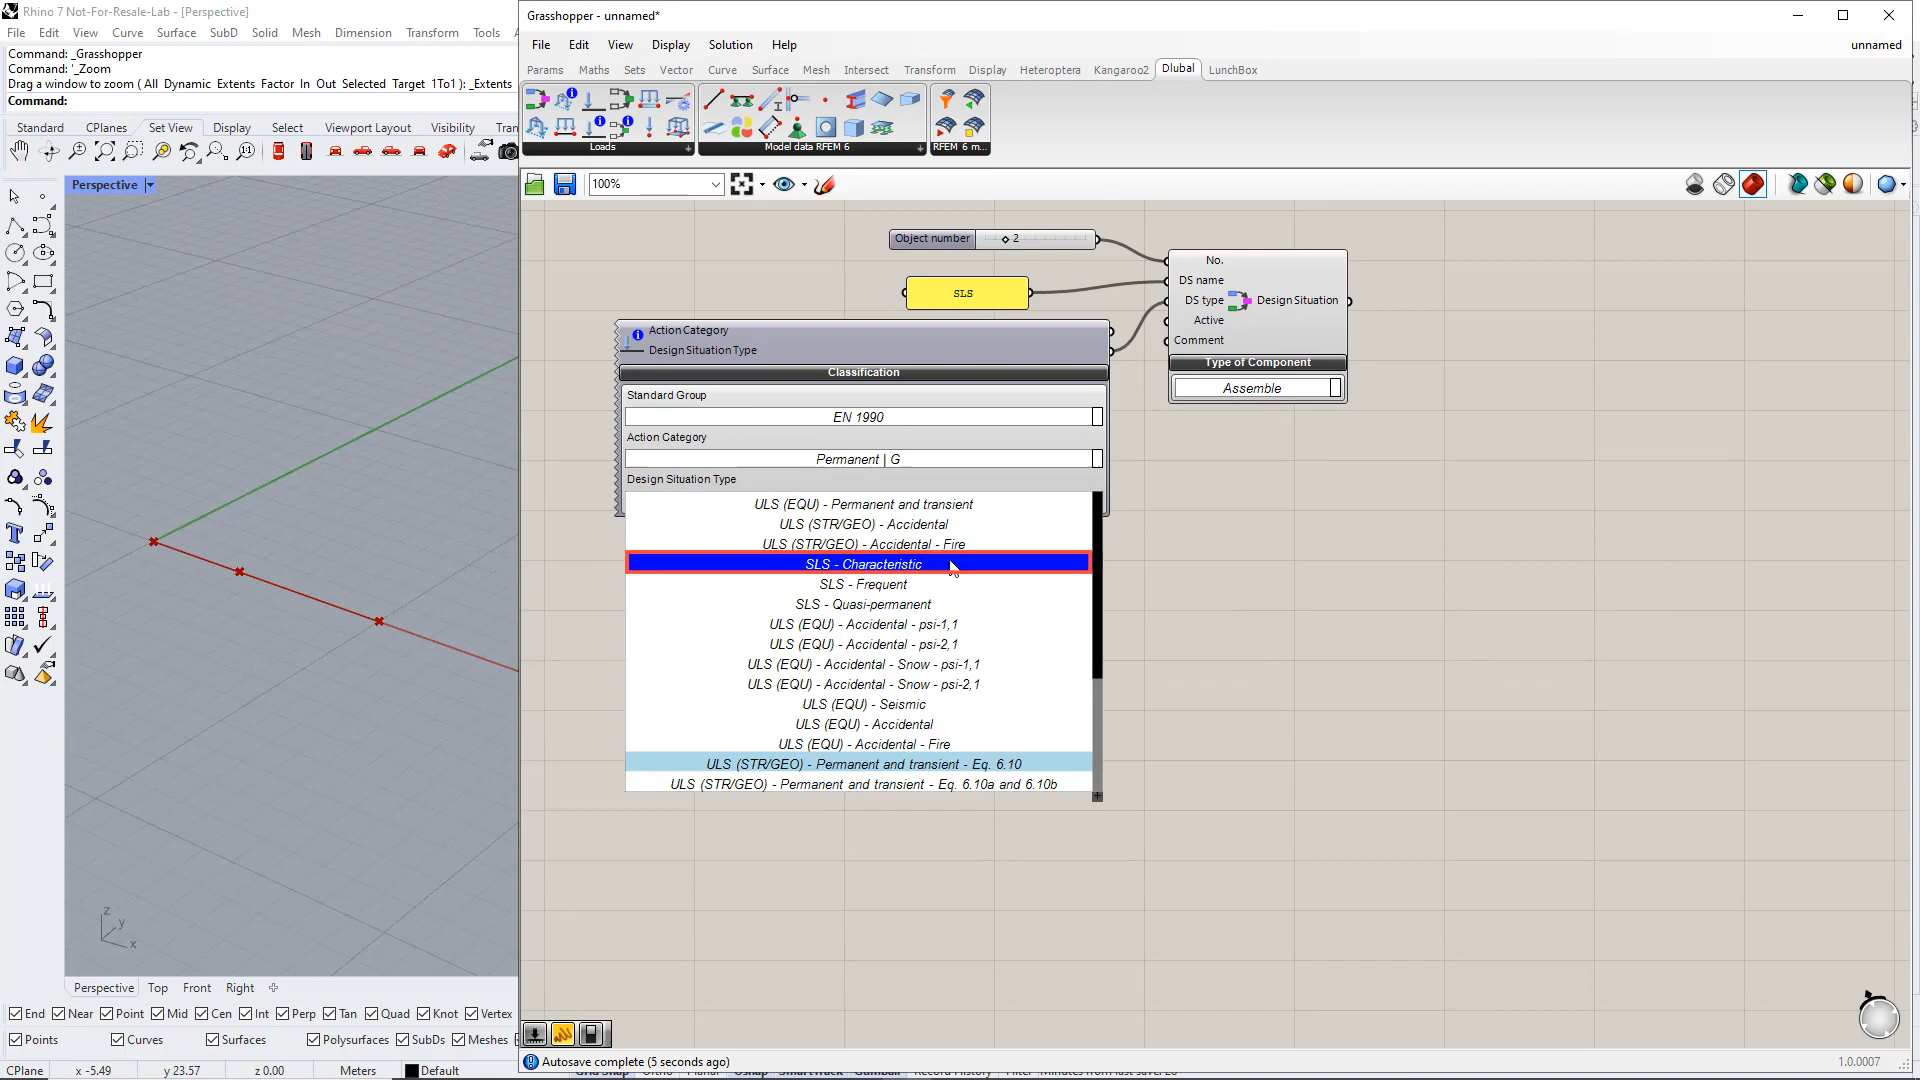 Rhino 7 Not-For-Resale-Lab - [Perspective]
File Edit View Curve Surface SubD Solid Mesh Dimension Transform Tools
Command: _Grasshopper
Command: '_Zoom
Drag a window to zoom ( All Dynamic Extents Factor In Out Selected Target 1To1 ): _Extents
Command:
Standard CPlanes Set View Display Select Viewport Layout Visibility Tran
Perspective
z
y
x
Perspective Top Front Right
End Near Point Mid Cen Int Perp Tan Quad Knot Vertex
Points Curves Surfaces Polysurfaces SubDs Meshes
CPlane x -5.49 y 23.57 z 0.00 Meters Default
Grasshopper - unnamed*
File Edit View Display Solution Help unnamed
Params Maths Sets Vector Curve Surface Mesh Intersect Transform Display Heteroptera Kangaroo2 Dlubal LunchBox
Loads Model data RFEM 6 RFEM 6 m...
100%
Object number 2
SLS
No.
DS name
DS type Design Situation
Active
Comment
Type of Component
Assemble
Action Category
Design Situation Type
Classification
Standard Group
EN 1990
Action Category
Permanent | G
Design Situation Type
ULS (EQU) - Permanent and transient
ULS (STR/GEO) - Accidental
ULS (STR/GEO) - Accidental - Fire
SLS - Characteristic
SLS - Frequent
SLS - Quasi-permanent
ULS (EQU) - Accidental - psi-1,1
ULS (EQU) - Accidental - psi-2,1
ULS (EQU) - Accidental - Snow - psi-1,1
ULS (EQU) - Accidental - Snow - psi-2,1
ULS (EQU) - Seismic
ULS (EQU) - Accidental
ULS (EQU) - Accidental - Fire
ULS (STR/GEO) - Permanent and transient - Eq. 6.10
ULS (STR/GEO) - Permanent and transient - Eq. 6.10a and 6.10b
Autosave complete (5 seconds ago) 1.0.0007